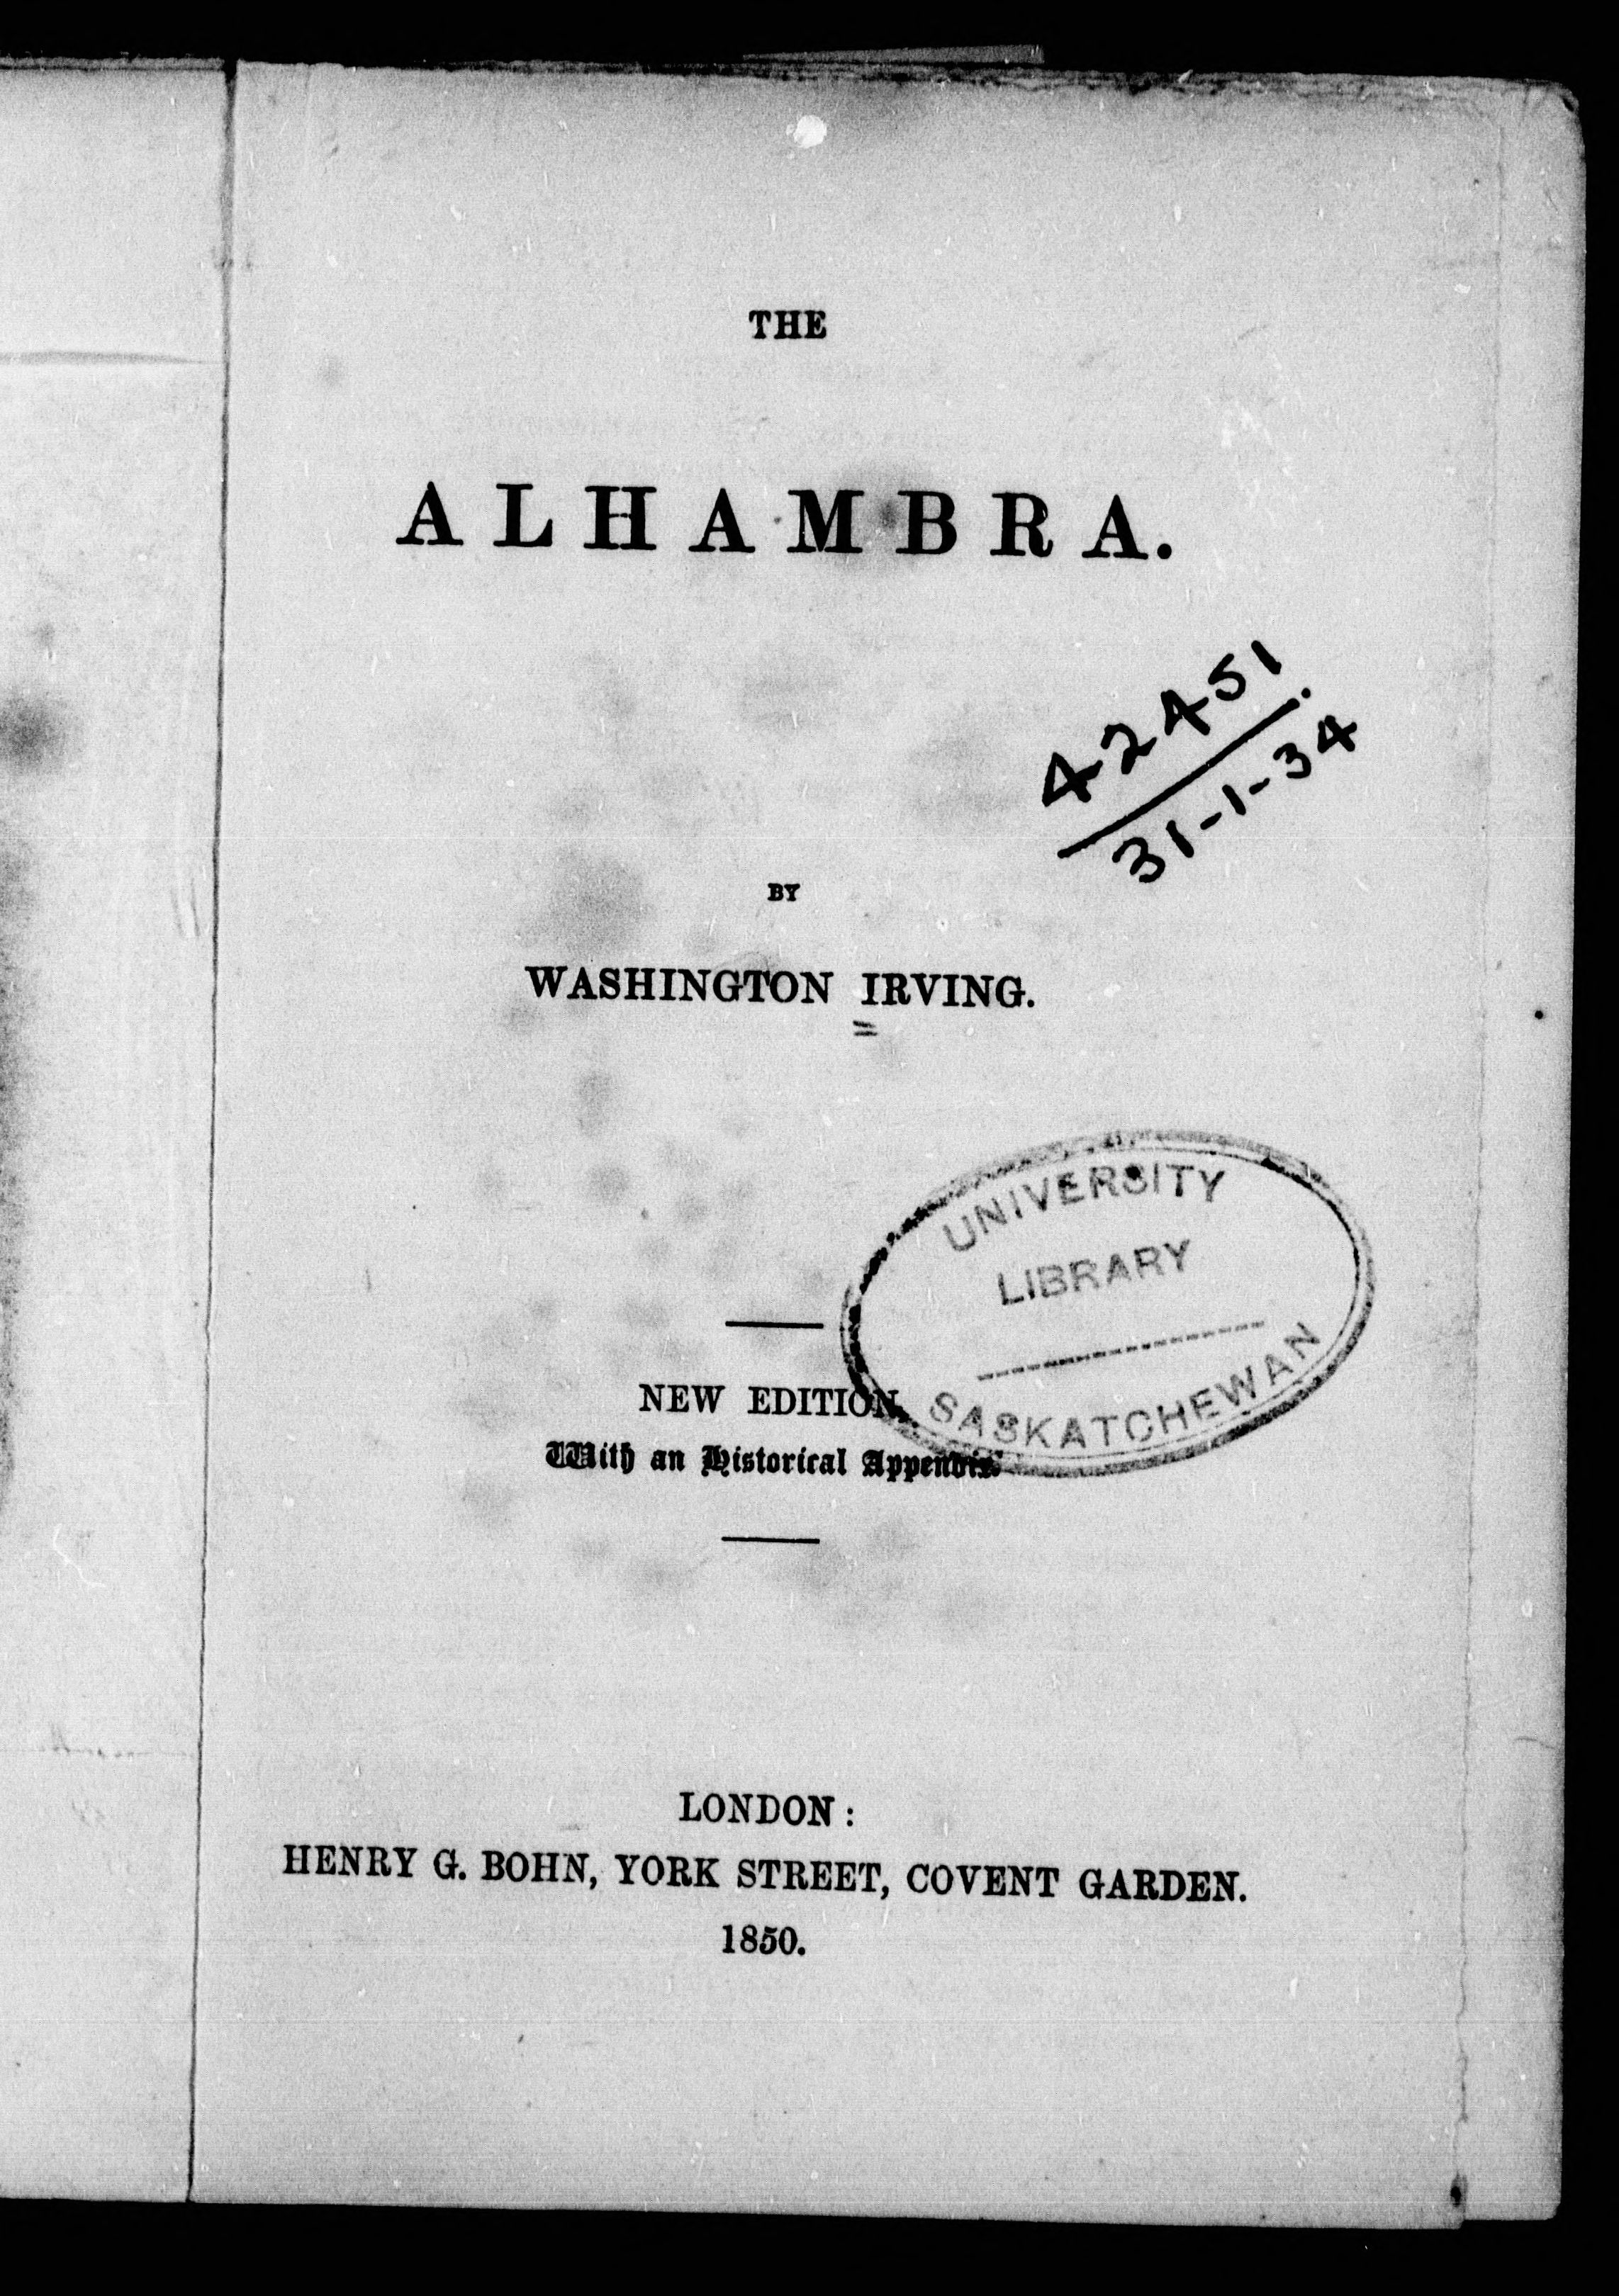 THE
ALHAMBRA.
42451
31-1-34
BY
WASHINGTON IRVING.
UNIVERSITY
LIBRARY
SASKATCHEWAN
NEW EDITION,
With an Historical Appendix.
LONDON:
HENRY G. BOHN, YORK STREET, COVENT GARDEN.
1850.